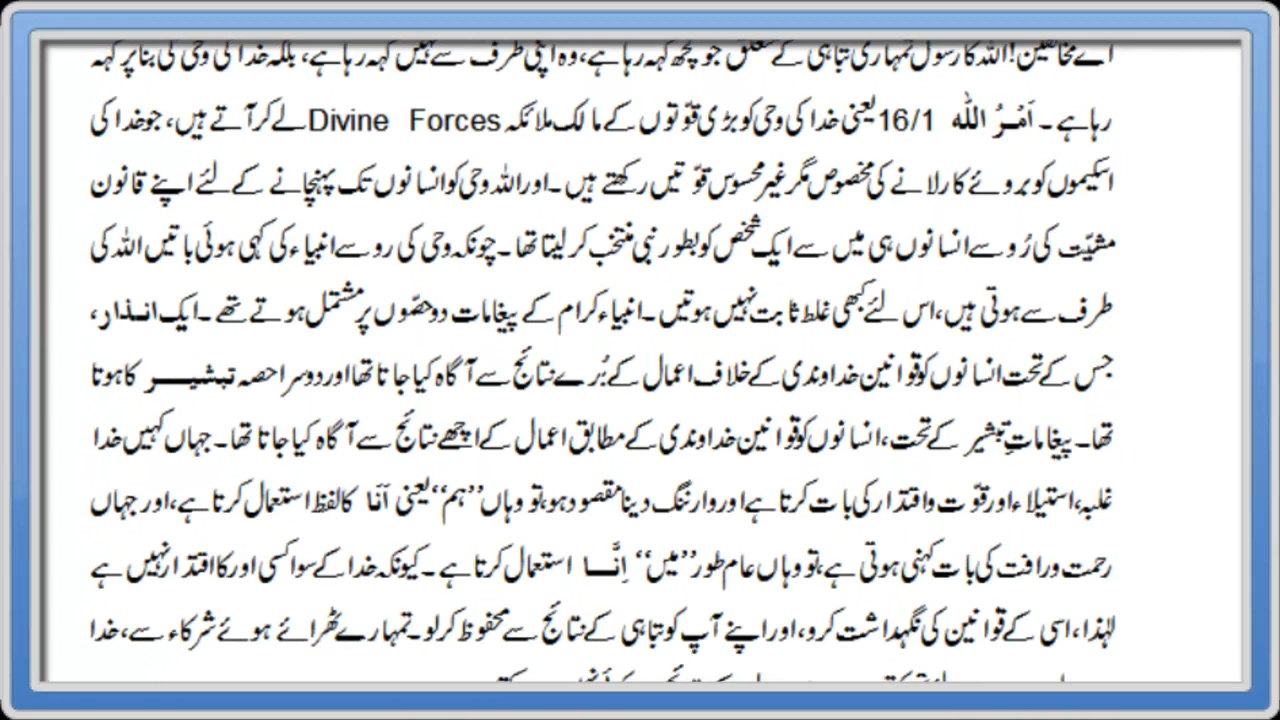 اے مخالفین! اللہ کا رسول تمہاری تباہی کے متعلق جو کچھ کہہ رہا ہے، وہ اپنی طرف سے نہیں کہہ رہا ہے، بلکہ خدا کی وحی کی بنا پر کہہ
رہا ہے۔ اَمْرُ اللّٰہ 16/1 یعنی خدا کی وحی کو بڑی قوّتوں کے مالک ملائکہ Divine Forces لے کر آتے ہیں، جو خدا کی
اسکیموں کو بروئے کار لانے کی مخصوص مگر غیر محسوس قوّتیں رکھتے ہیں۔ اور اللہ وحی کو انسانوں تک پہنچانے کے لئے اپنے قانون
مشیّت کی رُو سے انسانوں ہی میں سے ایک شخص کو بطور نبی منتخب کر لیتا تھا۔ چونکہ وحی کی رو سے انبیاء کی کہی ہوئی باتیں اللہ کی
طرف سے ہوتی ہیں، اس لئے کبھی غلط ثابت نہیں ہوتیں۔ انبیاء کرام کے پیغامات دو حصّوں پر مشتمل ہوتے تھے۔ ایک انذار،
جس کے تحت انسانوں کو قوانین خداوندی کے خلاف اعمال کے بُرے نتائج سے آگاہ کیا جاتا تھا اور دوسرا حصہ تبشیر کا ہوتا
تھا۔ پیغاماتِ تبشیر کے تحت، انسانوں کو قوانین خداوندی کے مطابق اعمال کے اچھے نتائج سے آگاہ کیا جاتا تھا۔ جہاں کہیں خدا
غلبہ، استیلاء اور قوّت و اقتدار کی بات کرتا ہے اور وارننگ دینا مقصود ہو، تو وہاں ’’ہم‘‘ یعنی اَنَا کا لفظ استعمال کرتا ہے، اور جہاں
رحمت و رافت کی بات کہنی ہوتی ہے، تو وہاں عام طور ’’میں‘‘ اِنَّا استعمال کرتا ہے۔ کیونکہ خدا کے سوا کسی اور کا اقتدار نہیں ہے
لہٰذا، اسی کے قوانین کی نگہداشت کرو، اور اپنے آپ کو تباہی کے نتائج سے محفوظ کر لو۔ تمہارے ٹھرائے ہوئے شرکاء سے، خدا